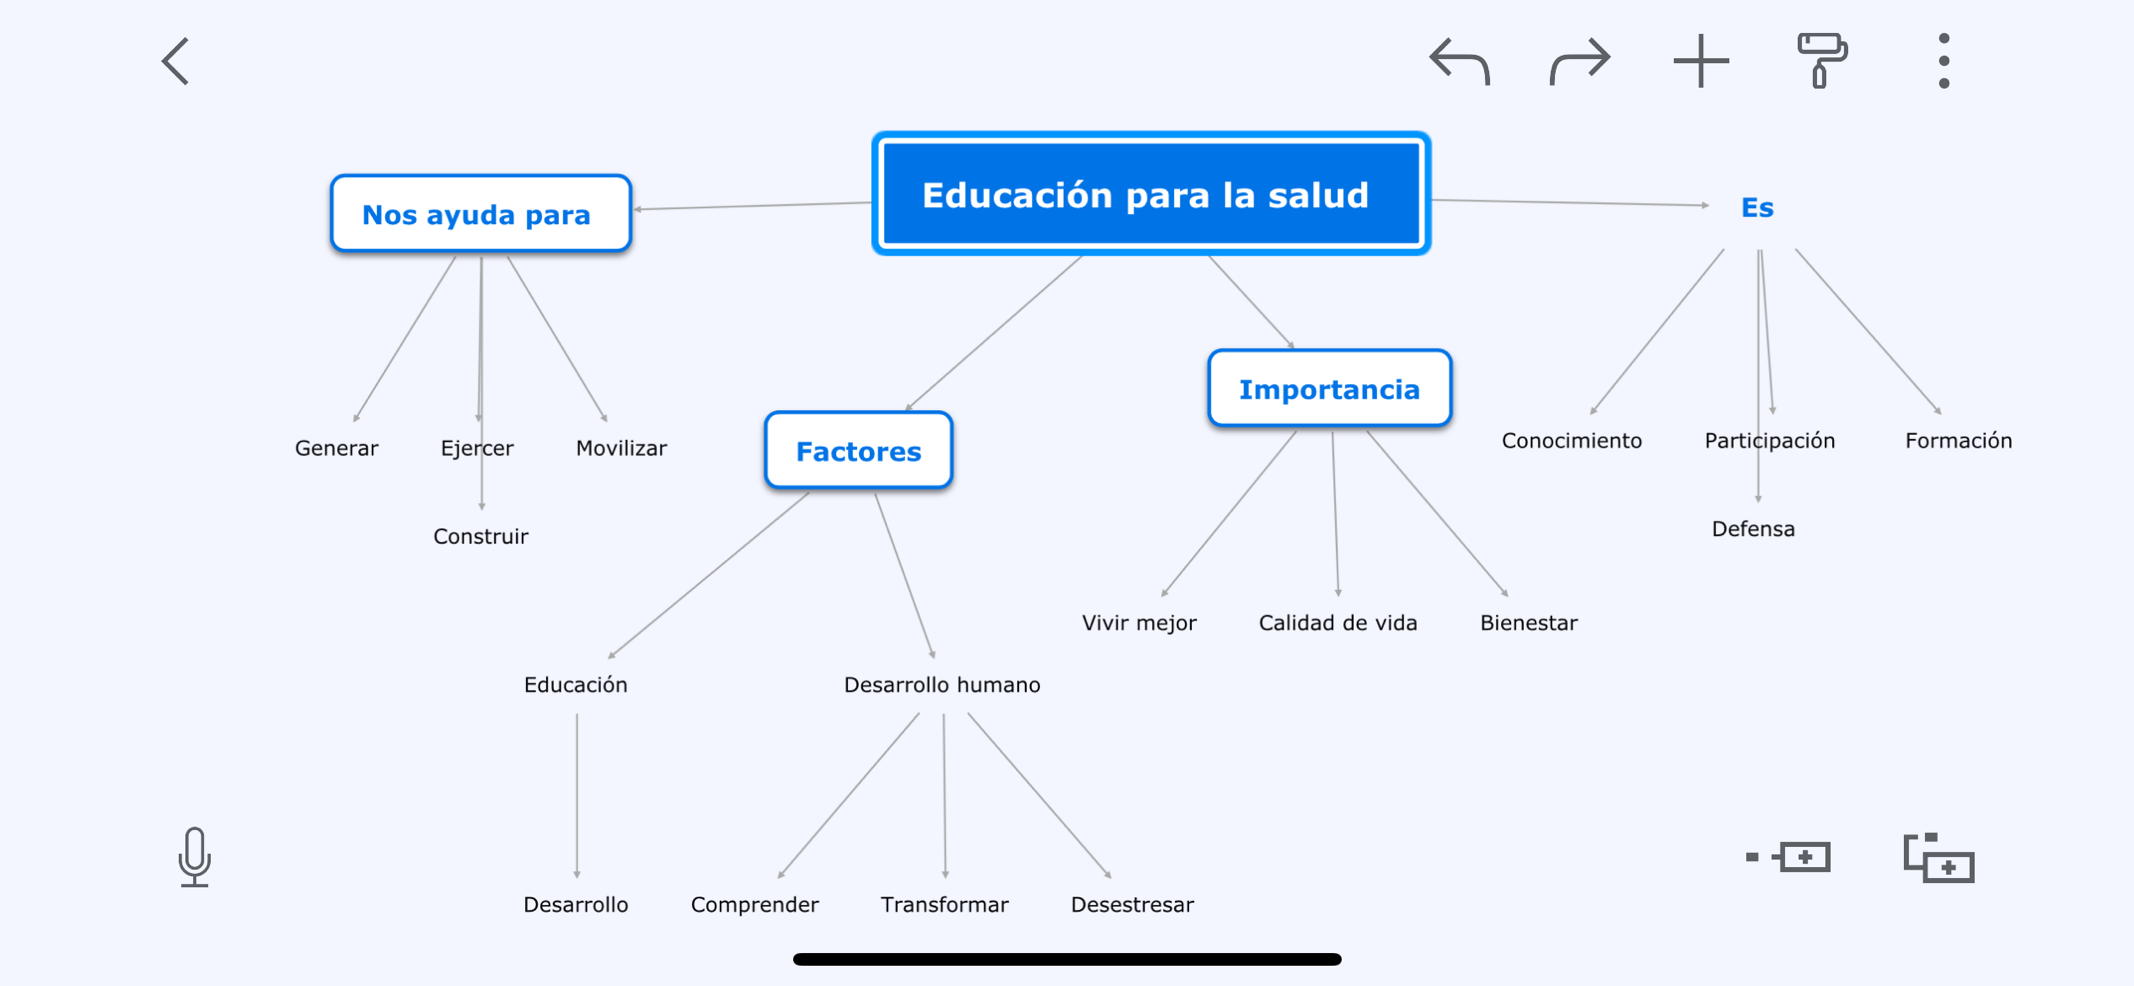 Educación para la salud
Nos ayuda para
Es
Importancia
Factores
Generar
Ejercer
Movilizar
Construir
Conocimiento
Participación
Formación
Defensa
Vivir mejor
Calidad de vida
Bienestar
Educación
Desarrollo humano
Desarrollo
Comprender
Transformar
Desestresar